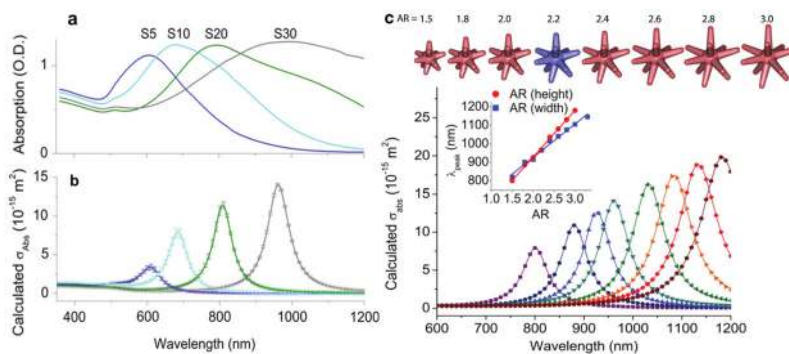 a
S5 S10 S20 S30
Absorption (O.D.)
1
0
b
Calculated σAbs (10⁻¹⁵ m²)
15
10
5
0
400 600 800 1000 1200
Wavelength (nm)
c
AR = 1.5 1.8 2.0 2.2 2.4 2.6 2.8 3.0
AR (height)
AR (width)
λpeak (nm)
1200
1100
1000
900
800
1.0 1.5 2.0 2.5 3.0
AR
Calculated σabs (10⁻¹⁵ m²)
25
20
15
10
5
0
600 700 800 900 1000 1100 1200
Wavelength (nm)